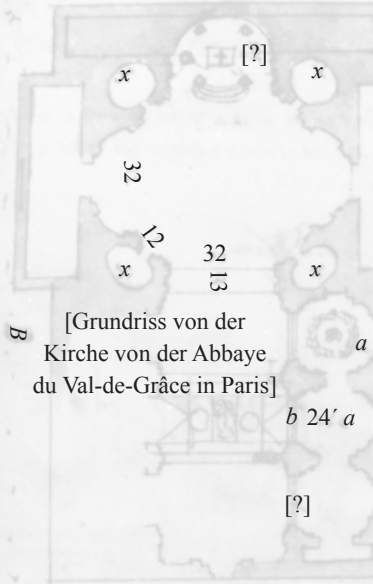 [?]
x x
32
12
32
13
x x
B
[Grundriss von der
Kirche von der Abbaye
du Val-de-Grâce in Paris]
a
b 24´ a
[?]